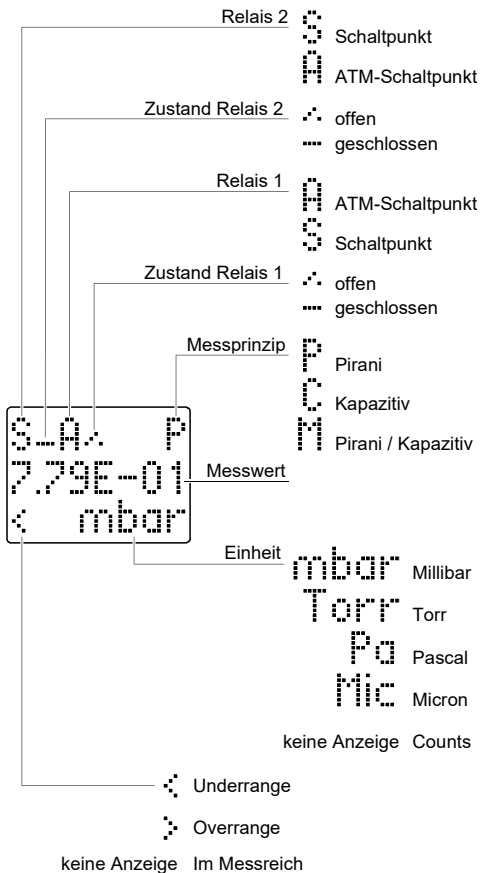 Relais 2 S Schaltpunkt
A ATM-Schaltpunkt
Zustand Relais 2 offen
geschlossen
Relais 1 A ATM-Schaltpunkt
S Schaltpunkt
Zustand Relais 1 offen
geschlossen
Messprinzip P Pirani
C Kapazitiv
M Pirani / Kapazitiv
S_A P
7.79E-01 Messwert
< mbar
Einheit mbar Millibar
Torr Torr
Pa Pascal
Mic Micron
keine Anzeige Counts
< Underrange
> Overrange
keine Anzeige Im Messreich